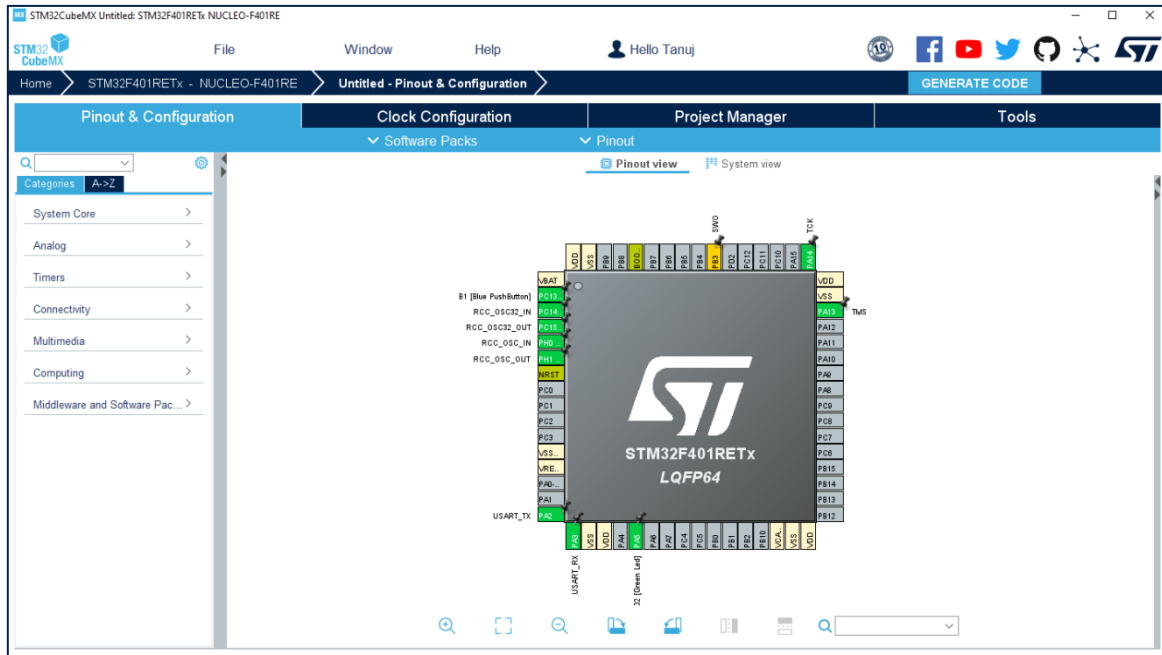 MX STM32CubeMX Untitled: STM32F401RETx NUCLEO-F401RE
STM32
CubeMX
File
Window
Help
Hello Tanuj
10
Home
STM32F401RETx - NUCLEO-F401RE
Untitled - Pinout & Configuration
GENERATE CODE
Pinout & Configuration
Clock Configuration
Project Manager
Tools
Software Packs
Pinout
Pinout view
System view
Categories
A->Z
System Core
Analog
Timers
Connectivity
Multimedia
Computing
Middleware and Software Pac...
SWO
TCK
VDD
VSS
PB9
PB8
BOO..
PB7
PB6
PB5
PB4
PB3
PD2
PC12
PC11
PC10
PA15
PA14
VBAT
B1 [Blue PushButton]
PC13..
RCC_OSC32_IN
PC14..
RCC_OSC32_OUT
PC15..
RCC_OSC_IN
PH0 ..
RCC_OSC_OUT
PH1 ..
NRST
PC0
PC1
PC2
PC3
VSS..
VRE..
PA0-..
PA1
USART_TX
PA2
VDD
VSS
PA13
TMS
PA12
PA11
PA10
PA9
PA8
PC9
PC8
PC7
PC6
PB15
PB14
PB13
PB12
STM32F401RETx
LQFP64
PA3
VSS
VDD
PA4
PA5
PA6
PA7
PC4
PC5
PB0
PB1
PB2
PB10
VCA..
VSS
VDD
USART_RX
[Green Led]